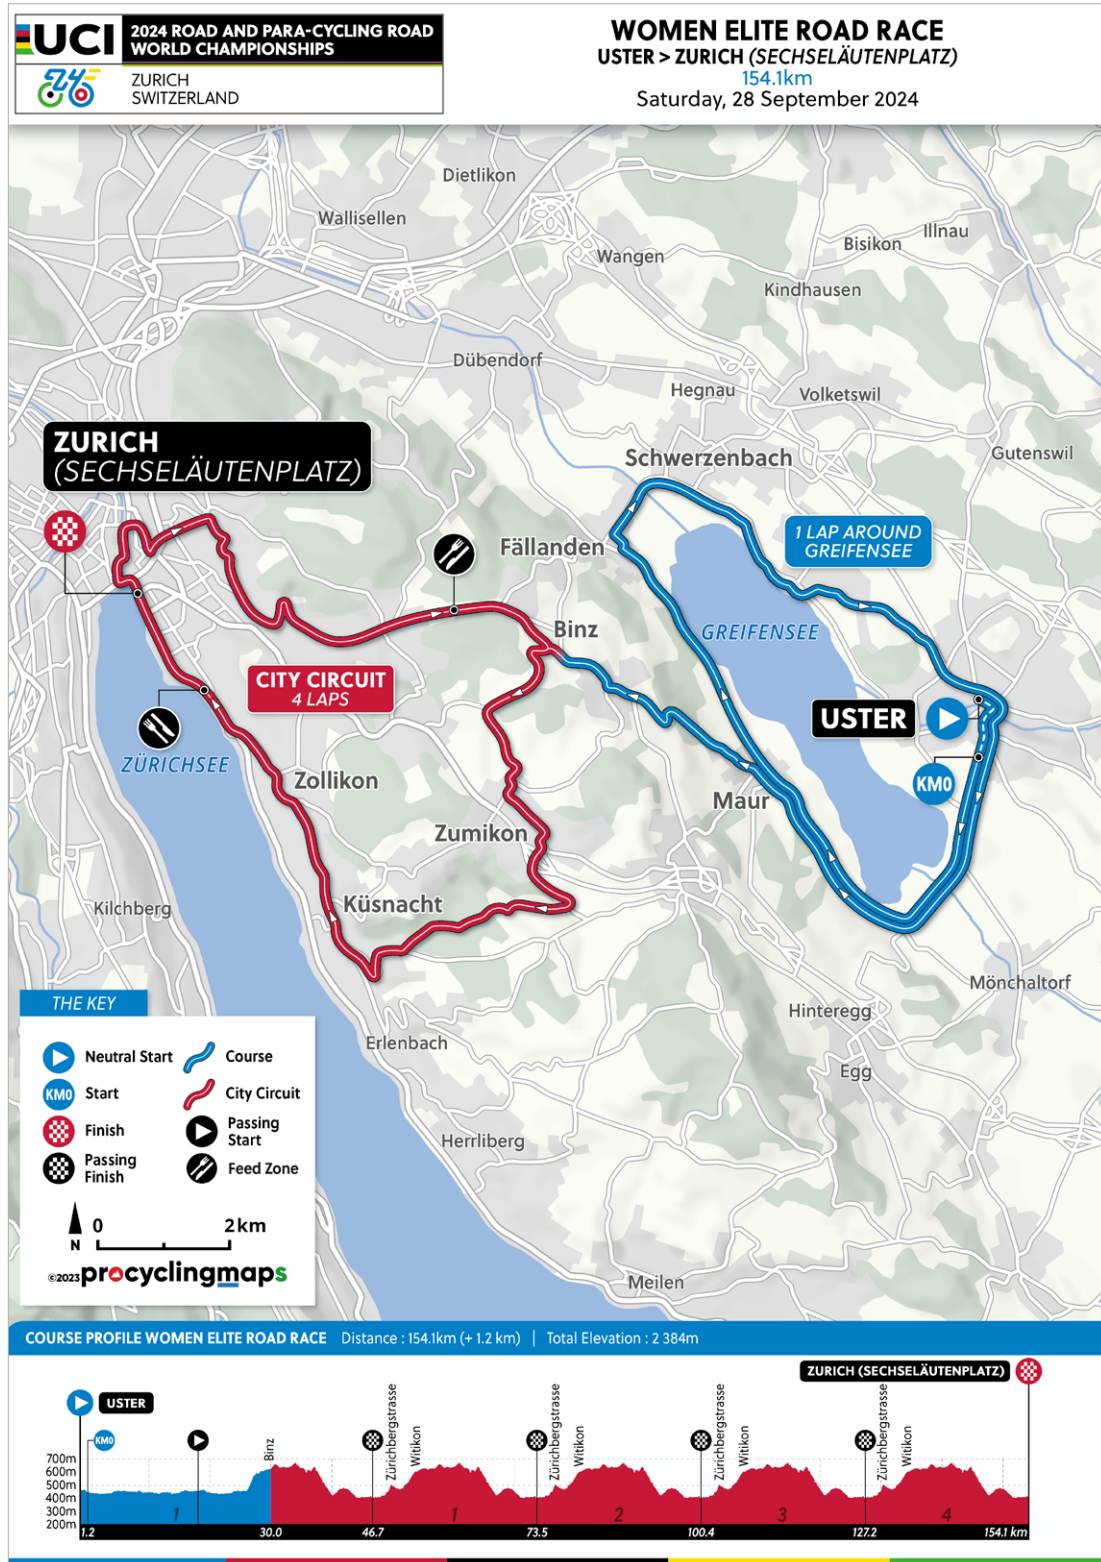 UCI
2024 ROAD AND PARA-CYCLING ROAD
WORLD CHAMPIONSHIPS
ZURICH
SWITZERLAND
WOMEN ELITE ROAD RACE
USTER > ZURICH (SECHSELÄUTENPLATZ)
154.1km
Saturday, 28 September 2024
Dietlikon
Wallisellen
Illnau
Bisikon
Wangen
Kindhausen
Dübendorf
Hegnau
Volketswil
ZURICH
(SECHSELÄUTENPLATZ)
Gutenswil
Schwerzenbach
1 LAP AROUND
GREIFENSEE
Fällanden
Binz
GREIFENSEE
CITY CIRCUIT
4 LAPS
USTER
ZÜRICHSEE
Zollikon
KM0
Maur
Zumikon
Küsnacht
Kilchberg
Mönchaltorf
Hinteregg
Erlenbach
Egg
Herrliberg
Meilen
THE KEY
Neutral Start
Course
KM0
Start
City Circuit
Finish
Passing
Start
Passing
Finish
Feed Zone
N
0
2 km
©2023 procyclingmaps
COURSE PROFILE WOMEN ELITE ROAD RACE Distance : 154.1km (+ 1.2 km) | Total Elevation : 2 384m
ZURICH (SECHSELÄUTENPLATZ)
USTER
KM0
Binz
Zürichbergstrasse
Witikon
Zürichbergstrasse
Witikon
Zürichbergstrasse
Witikon
Zürichbergstrasse
Witikon
700m
600m
500m
400m
300m
200m
1
1
2
3
4
1.2
30.0
46.7
73.5
100.4
127.2
154.1 km